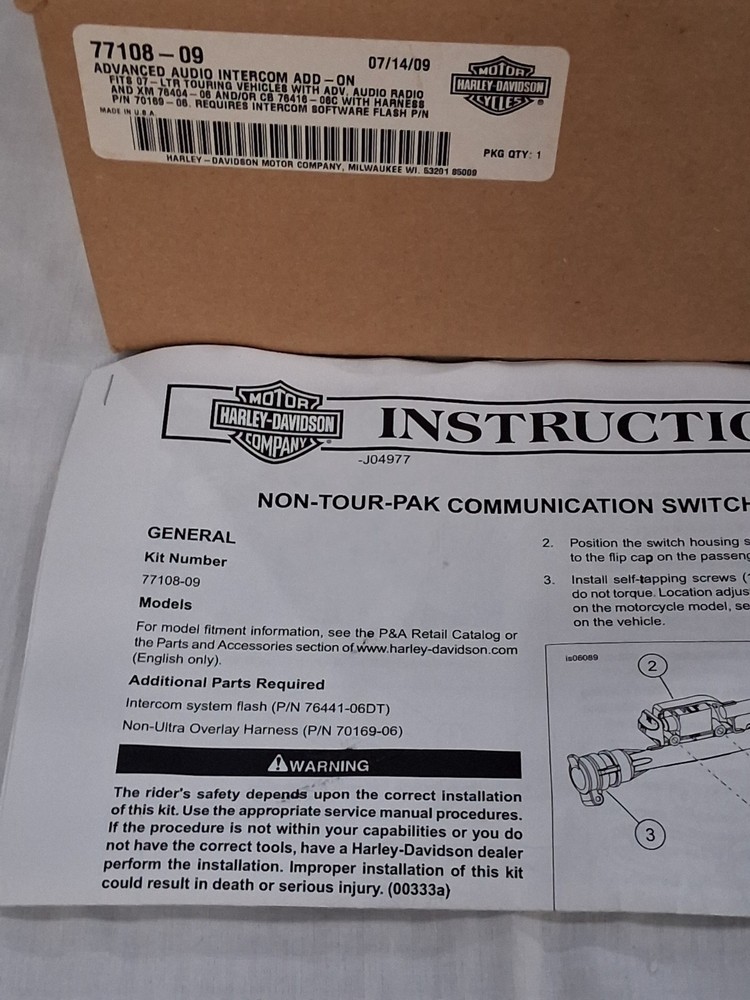 77108-09
07/14/09
ADVANCED AUDIO INTERCOM ADD-ON
FITS 07-LTR TOURING VEHICLES WITH ADV. AUDIO RADIO
AND XM 76404-06 AND/OR CB 76416-06C WITH HARNESS
P/N 70169-06. REQUIRES INTERCOM SOFTWARE FLASH P/N
MADE IN U.S.A.
MOTOR
HARLEY-DAVIDSON
CYCLES
®
PKG QTY: 1
HARLEY-DAVIDSON MOTOR COMPANY, MILWAUKEE WI. 53201 85009
MOTOR
HARLEY-DAVIDSON
COMPANY
®
INSTRUCTIO
-J04977
NON-TOUR-PAK COMMUNICATION SWITCH
GENERAL
Kit Number
77108-09
Models
For model fitment information, see the P&A Retail Catalog or
the Parts and Accessories section of www.harley-davidson.com
(English only).
Additional Parts Required
Intercom system flash (P/N 76441-06DT)
Non-Ultra Overlay Harness (P/N 70169-06)
⚠WARNING
The rider's safety depends upon the correct installation
of this kit. Use the appropriate service manual procedures.
If the procedure is not within your capabilities or you do
not have the correct tools, have a Harley-Davidson dealer
perform the installation. Improper installation of this kit
could result in death or serious injury. (00333a)
2. Position the switch housing s
to the flip cap on the passeng
3. Install self-tapping screws (1
do not torque. Location adjus
on the motorcycle model, se
on the vehicle.
is06089
2
3